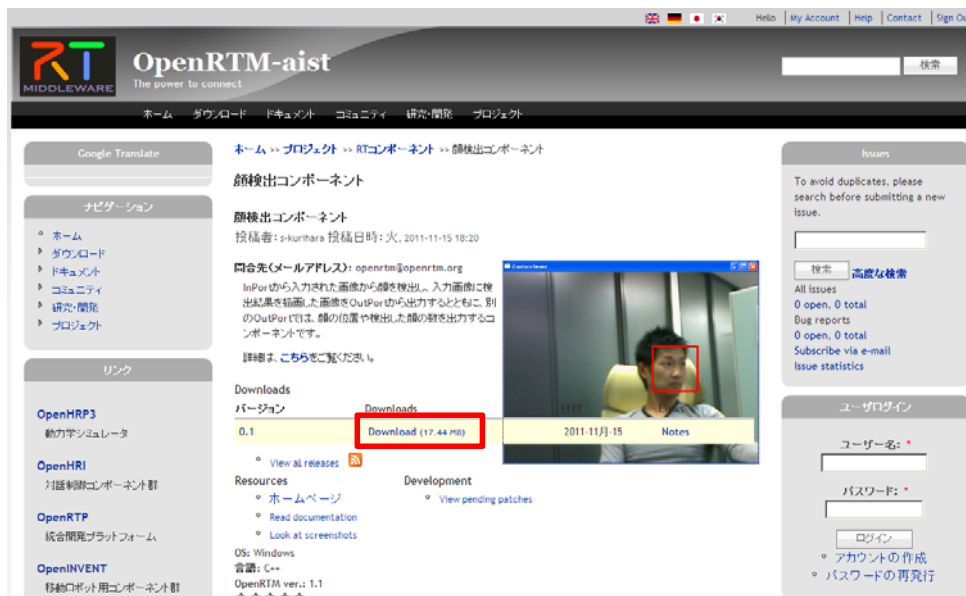 Hello | My Account | Help | Contact | Sign Ou
RT
MIDDLEWARE
OpenRTM-aist
The power to connect
検索
ホーム ダウンロード ドキュメント コミュニティ 研究・開発 プロジェクト
Google Translate
ナビゲーション
ホーム
ダウンロード
ドキュメント
コミュニティ
研究・開発
プロジェクト
リンク
OpenHRP3
動力学シミュレータ
OpenHRI
対話制御コンポーネント群
OpenRTP
統合開発プラットフォーム
OpenINVENT
移動ロボット用コンポーネント群
ホーム >> プロジェクト >> RTコンポーネント >> 顔検出コンポーネント
顔検出コンポーネント
顔検出コンポーネント
投稿者: s-kurihara 投稿日時: 火, 2011-11-15 18:20
問合先(メールアドレス): openrtm@openrtm.org
InPortから入力された画像から顔を検出し、入力画像に検
出結果を描画した画像をOutPortから出力するとともに、別
のOutPortでは、顔の位置や検出した顔の数を出力するコ
ンポーネントです。
詳細は、こちらをご覧ください。
Capture Image
Downloads
バージョン Downloads 日付 Links
0.1 Download (17.44 MB) 2011-11月-15 Notes
View all releases
Resources Development
ホームページ View pending patches
Read documentation
Look at screenshots
OS: Windows
言語: C++
OpenRTM ver.: 1.1
Issues
To avoid duplicates, please
search before submitting a new
issue.
検索 高度な検索
All issues
0 open, 0 total
Bug reports
0 open, 0 total
Subscribe via e-mail
Issue statistics
ユーザログイン
ユーザー名: *
パスワード: *
ログイン
アカウントの作成
パスワードの再発行